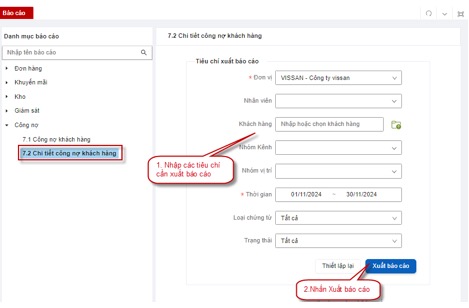 Báo cáo
Danh mục báo cáo
Nhập tên báo cáo
Đơn hàng
Khuyến mãi
Kho
Giám sát
Công nợ
7.1 Công nợ khách hàng
7.2 Chi tiết công nợ khách hàng
7.2 Chi tiết công nợ khách hàng
Tiêu chí xuất báo cáo
* Đơn vị VISSAN - Công ty vissan
Nhân viên
Khách hàng Nhập hoặc chọn khách hàng
Nhóm Kênh
1. Nhập các tiêu chí
cần xuất báo cáo
Nhóm vị trí
* Thời gian 01/11/2024 ~ 30/11/2024
Loại chứng từ Tất cả
Trạng thái Tất cả
Thiết lập lại Xuất báo cáo
2.Nhấn Xuất báo cáo